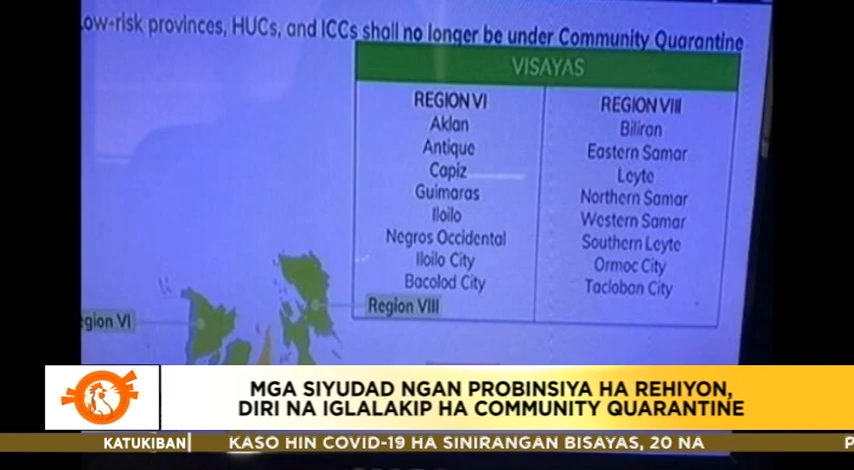 ow-risk provinces, HUCs, and ICCs shall no longer be under Community Quarantine
VISAYAS
REGION VI
Aklan
Antique
Capiz
Guimaras
Iloilo
Negros Occidental
Iloilo City
Bacolod City
REGION VIII
Biliran
Eastern Samar
Leyte
Northern Samar
Western Samar
Southern Leyte
Ormoc City
Tacloban City
Region VIII
egion VI
MGA SIYUDAD NGAN PROBINSIYA HA REHIYON,
DIRI NA IGLALAKIP HA COMMUNITY QUARANTINE
KATUKIBAN
KASO HIN COVID-19 HA SINIRANGAN BISAYAS, 20 NA
P